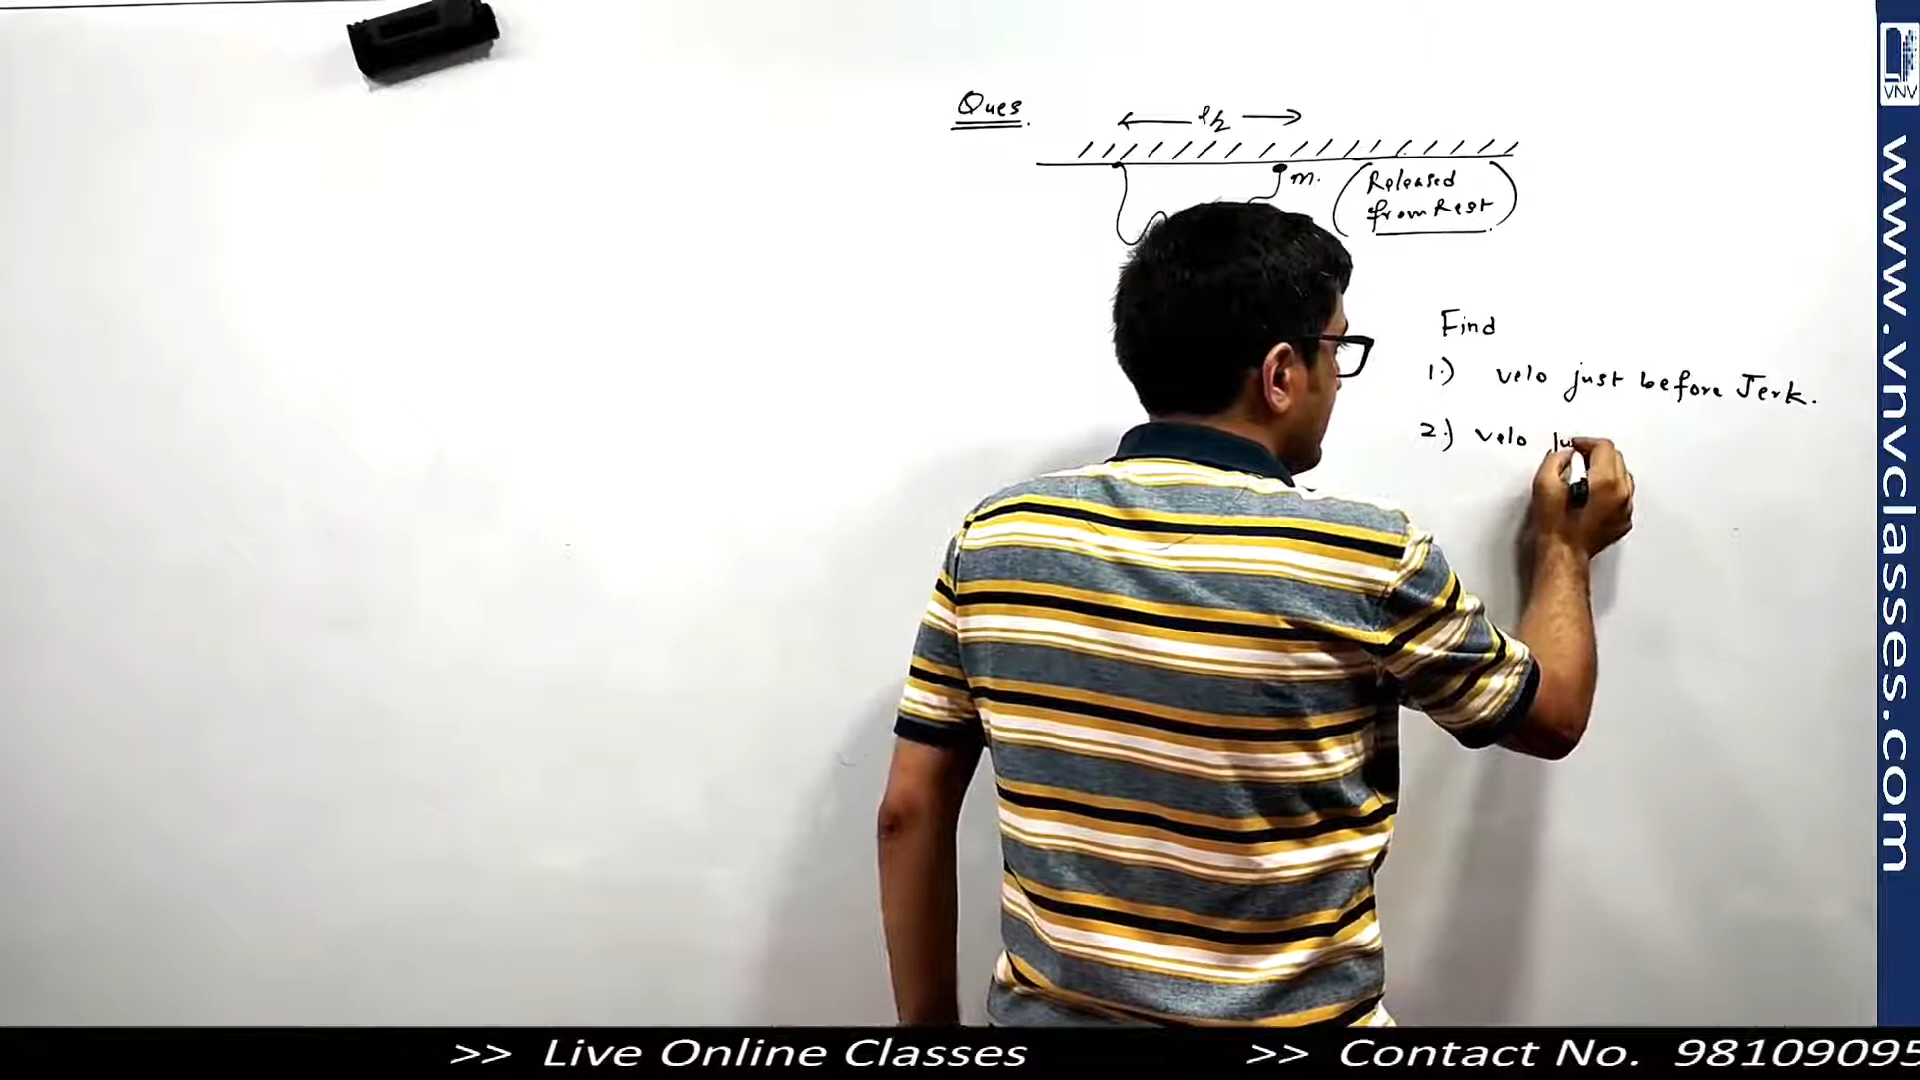 Ques.
l/2
m.
(Released
from Rest)
Find
1.) velo just before Jerk.
2.) velo ju
VNV
www.vnvclasses.com
>> Live Online Classes >> Contact No. 98109095